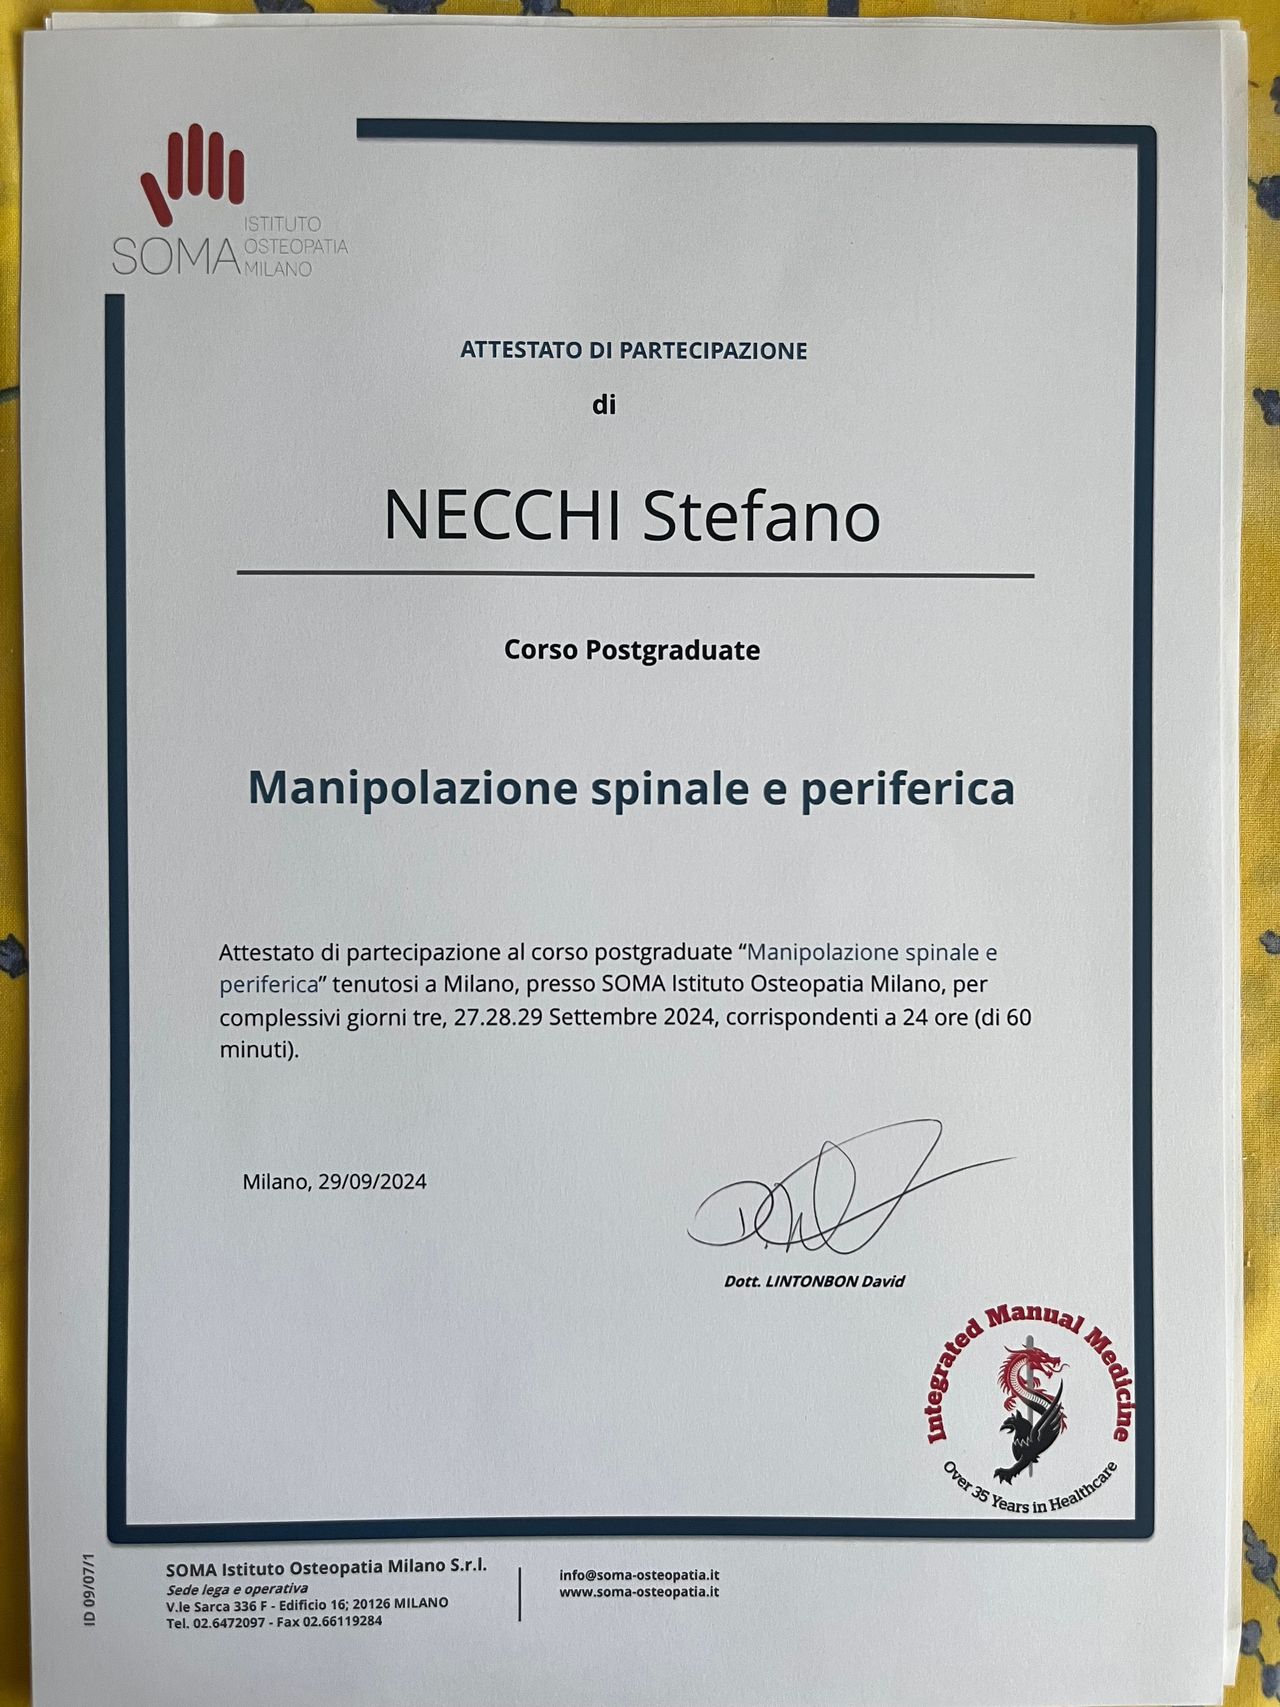 SOMA
ISTITUTO
OSTEOPATIA
MILANO
ATTESTATO DI PARTECIPAZIONE
di
NECCHI Stefano
Corso Postgraduate
Manipolazione spinale e periferica
Attestato di partecipazione al corso postgraduate “Manipolazione spinale e
periferica” tenutosi a Milano, presso SOMA Istituto Osteopatia Milano, per
complessivi giorni tre, 27.28.29 Settembre 2024, corrispondenti a 24 ore (di 60
minuti).
Milano, 29/09/2024
Dott. LINTONBON David
Integrated Manual Medicine
Over 35 Years in Healthcare
ID 09/07/1
SOMA Istituto Osteopatia Milano S.r.l.
Sede lega e operativa
V.le Sarca 336 F - Edificio 16; 20126 MILANO
Tel. 02.6472097 - Fax 02.66119284
info@soma-osteopatia.it
www.soma-osteopatia.it